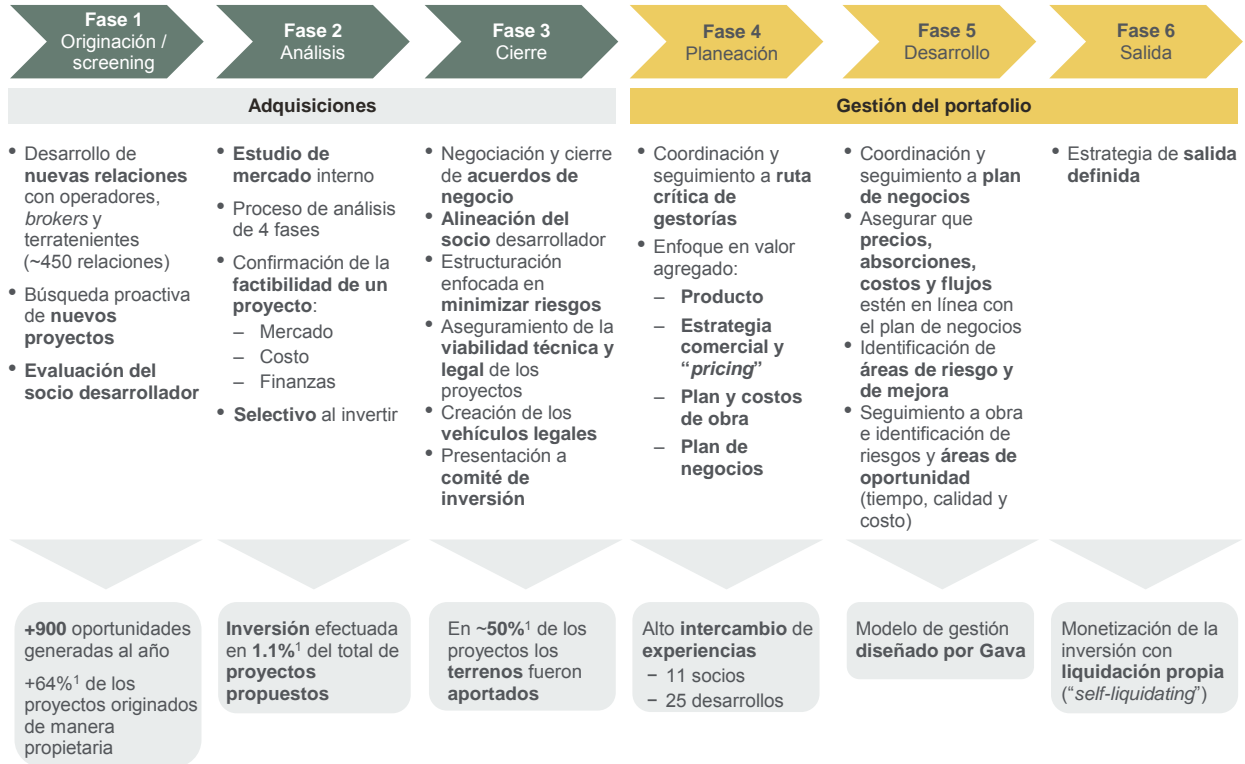 Fase 1
Originación /
screening
Fase 2
Análisis
Fase 3
Cierre
Fase 4
Planeación
Fase 5
Desarrollo
Fase 6
Salida
Adquisiciones
Gestión del portafolio
• Desarrollo de
nuevas relaciones
con operadores,
brokers y
terratenientes
(~450 relaciones)
• Búsqueda proactiva
de nuevos
proyectos
• Evaluación del
socio desarrollador
• Estudio de
mercado interno
• Proceso de análisis
de 4 fases
• Confirmación de la
factibilidad de un
proyecto:
– Mercado
– Costo
– Finanzas
• Selectivo al invertir
• Negociación y cierre
de acuerdos de
negocio
• Alineación del
socio desarrollador
• Estructuración
enfocada en
minimizar riesgos
• Aseguramiento de la
viabilidad técnica y
legal de los
proyectos
• Creación de los
vehículos legales
• Presentación a
comité de
inversión
• Coordinación y
seguimiento a ruta
crítica de
gestorías
• Enfoque en valor
agregado:
– Producto
– Estrategia
comercial y
“pricing”
– Plan y costos
de obra
– Plan de
negocios
• Coordinación y
seguimiento a plan
de negocios
• Asegurar que
precios,
absorciones,
costos y flujos
estén en línea con
el plan de negocios
• Identificación de
áreas de riesgo y
de mejora
• Seguimiento a obra
e identificación de
riesgos y áreas de
oportunidad
(tiempo, calidad y
costo)
• Estrategia de salida
definida
+900 oportunidades
generadas al año
+64%¹ de los
proyectos originados
de manera
propietaria
Inversión efectuada
en 1.1%¹ del total de
proyectos
propuestos
En ~50%¹ de los
proyectos los
terrenos fueron
aportados
Alto intercambio de
experiencias
– 11 socios
– 25 desarrollos
Modelo de gestión
diseñado por Gava
Monetización de la
inversión con
liquidación propia
(“self-liquidating”)